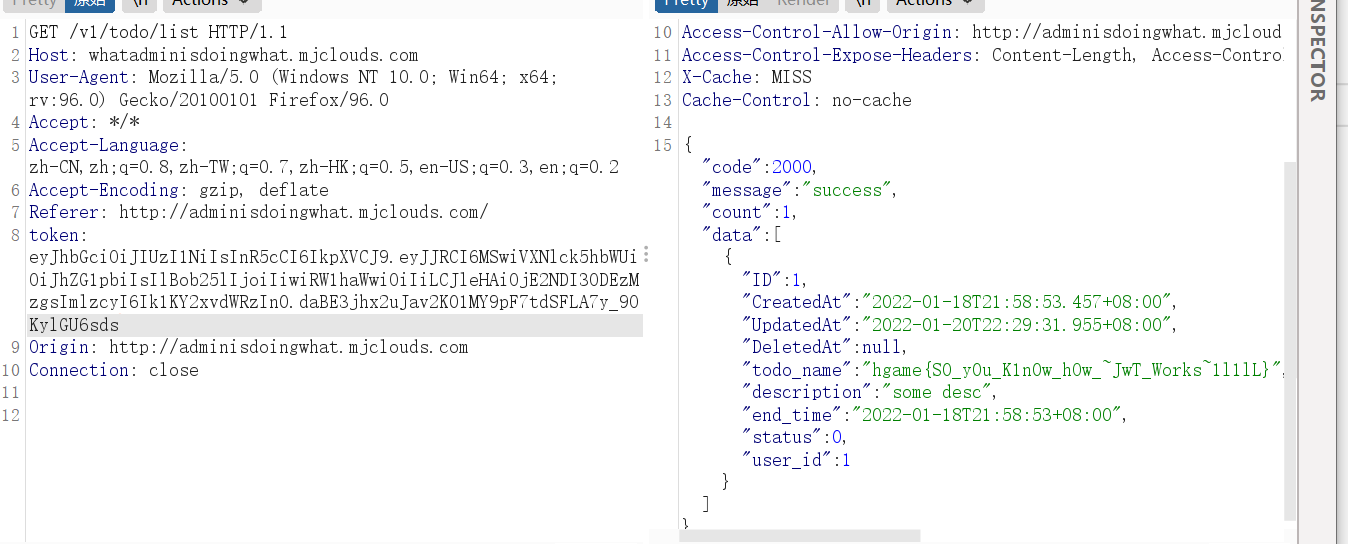 Pretty 原始 \n Actions
1 GET /v1/todo/list HTTP/1.1
2 Host: whatadminisdoingwhat.mjclouds.com
3 User-Agent: Mozilla/5.0 (Windows NT 10.0; Win64; x64;
rv:96.0) Gecko/20100101 Firefox/96.0
4 Accept: */*
5 Accept-Language:
zh-CN,zh;q=0.8,zh-TW;q=0.7,zh-HK;q=0.5,en-US;q=0.3,en;q=0.2
6 Accept-Encoding: gzip, deflate
7 Referer: http://adminisdoingwhat.mjclouds.com/
8 token:
eyJhbGciOiJIUzI1NiIsInR5cCI6IkpXVCJ9.eyJJRCI6MSwiVXNlck5hbWUi
OiJhZG1pbiIsIlBob25lIjoiIiwiRW1haWwiOiIiLCJleHAiOjE2NDI3ODEzM
zgsImlzcyI6Ik1KY2xvdWRzIn0.daBE3jhx2uJav2K01MY9pF7tdSFLA7y_90
KylGU6sds
9 Origin: http://adminisdoingwhat.mjclouds.com
10 Connection: close
11
12
Pretty 原始 Render \n Actions
10 Access-Control-Allow-Origin: http://adminisdoingwhat.mjcloud
11 Access-Control-Expose-Headers: Content-Length, Access-Contro
12 X-Cache: MISS
13 Cache-Control: no-cache
14
15 {
"code":2000,
"message":"success",
"count":1,
"data":[
{
"ID":1,
"CreatedAt":"2022-01-18T21:58:53.457+08:00",
"UpdatedAt":"2022-01-20T22:29:31.955+08:00",
"DeletedAt":null,
"todo_name":"hgame{S0_y0u_K1n0w_h0w_~JwT_Works~1l1lL}",
"description":"some desc",
"end_time":"2022-01-18T21:58:53+08:00",
"status":0,
"user_id":1
}
]
}
NSPECTOR